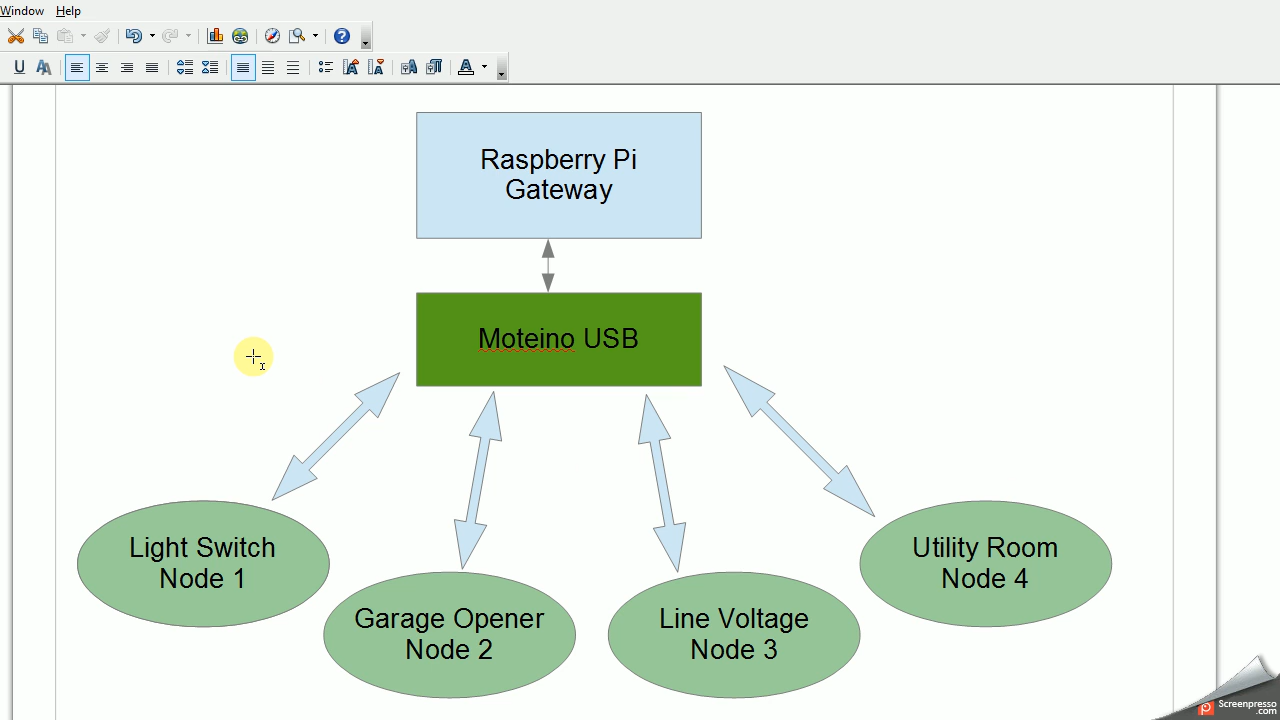 Window Help
Raspberry Pi
Gateway
Moteino USB
Light Switch
Node 1
Utility Room
Node 4
Garage Opener
Node 2
Line Voltage
Node 3
Screenpresso
.com